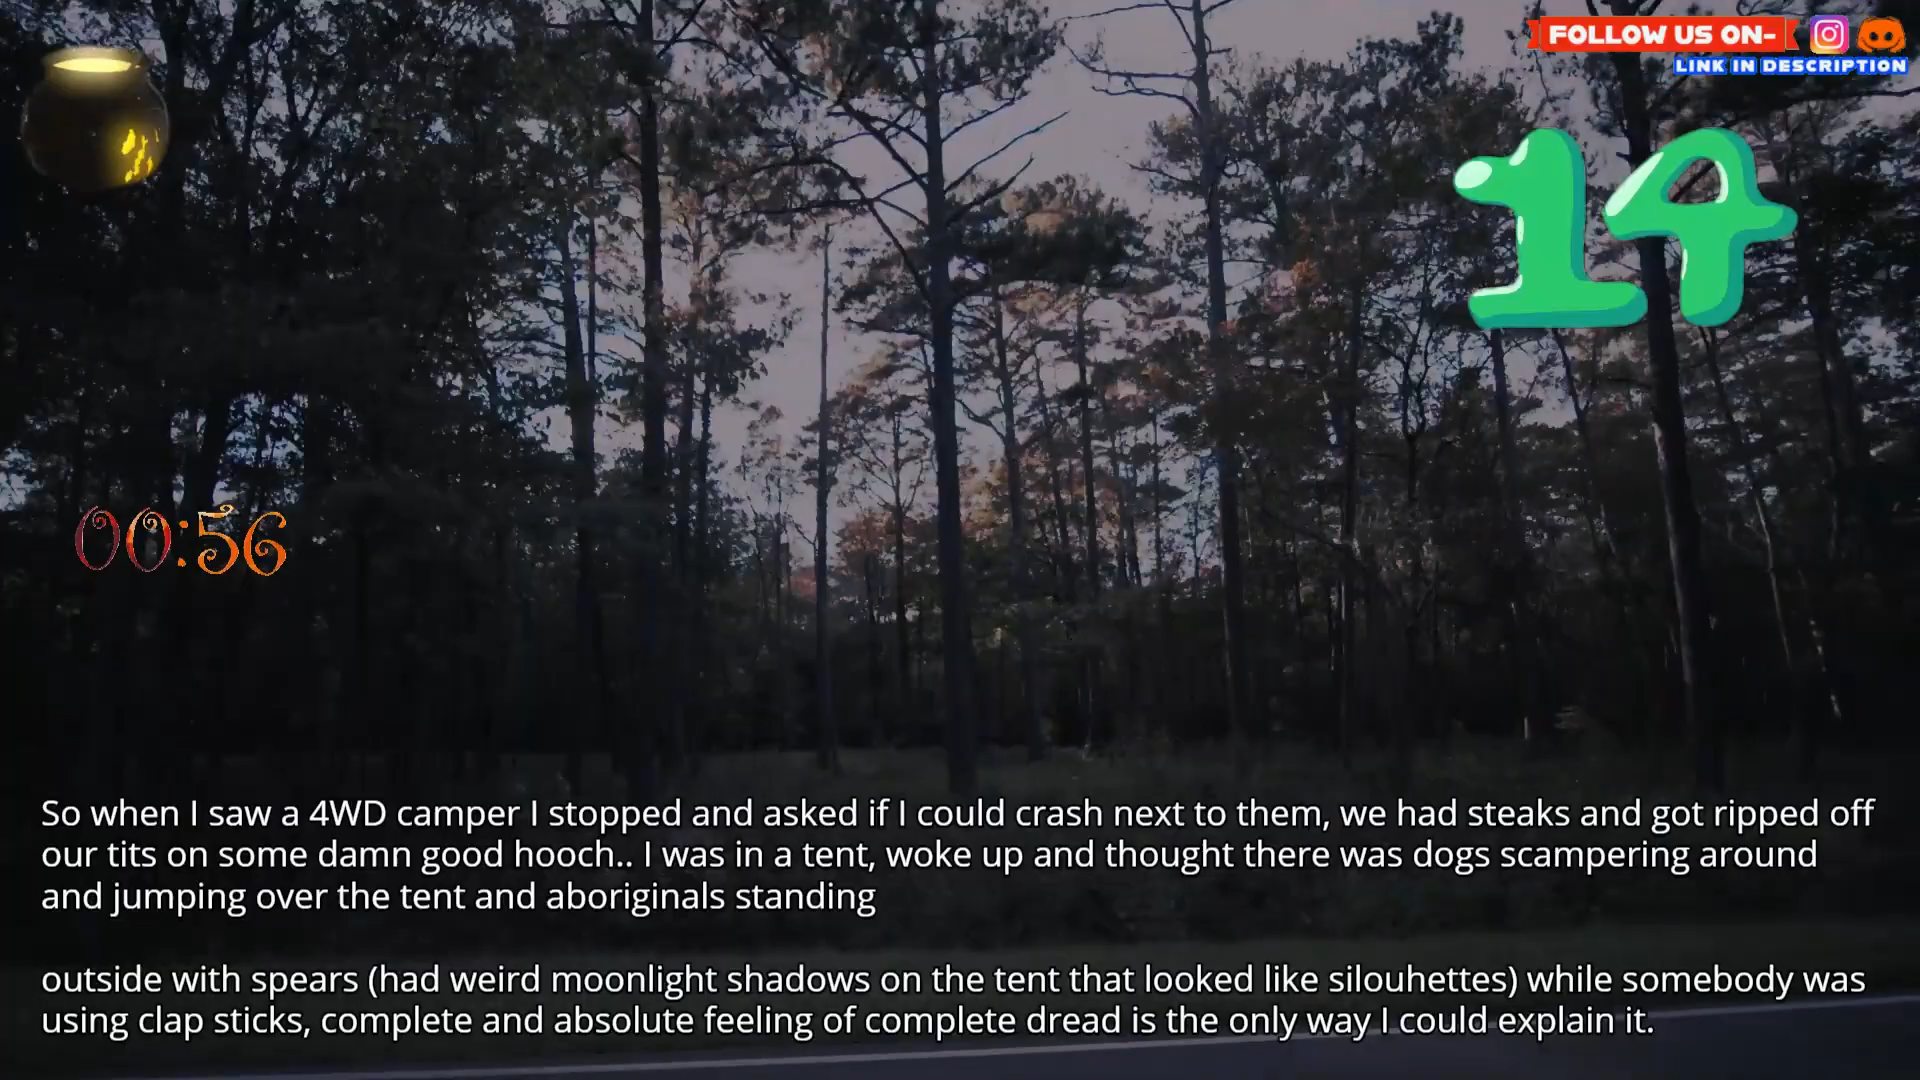 FOLLOW US ON-
LINK IN DESCRIPTION
14
00:56
So when I saw a 4WD camper I stopped and asked if I could crash next to them, we had steaks and got ripped off
our tits on some damn good hooch.. I was in a tent, woke up and thought there was dogs scampering around
and jumping over the tent and aboriginals standing
outside with spears (had weird moonlight shadows on the tent that looked like silouhettes) while somebody was
using clap sticks, complete and absolute feeling of complete dread is the only way I could explain it.